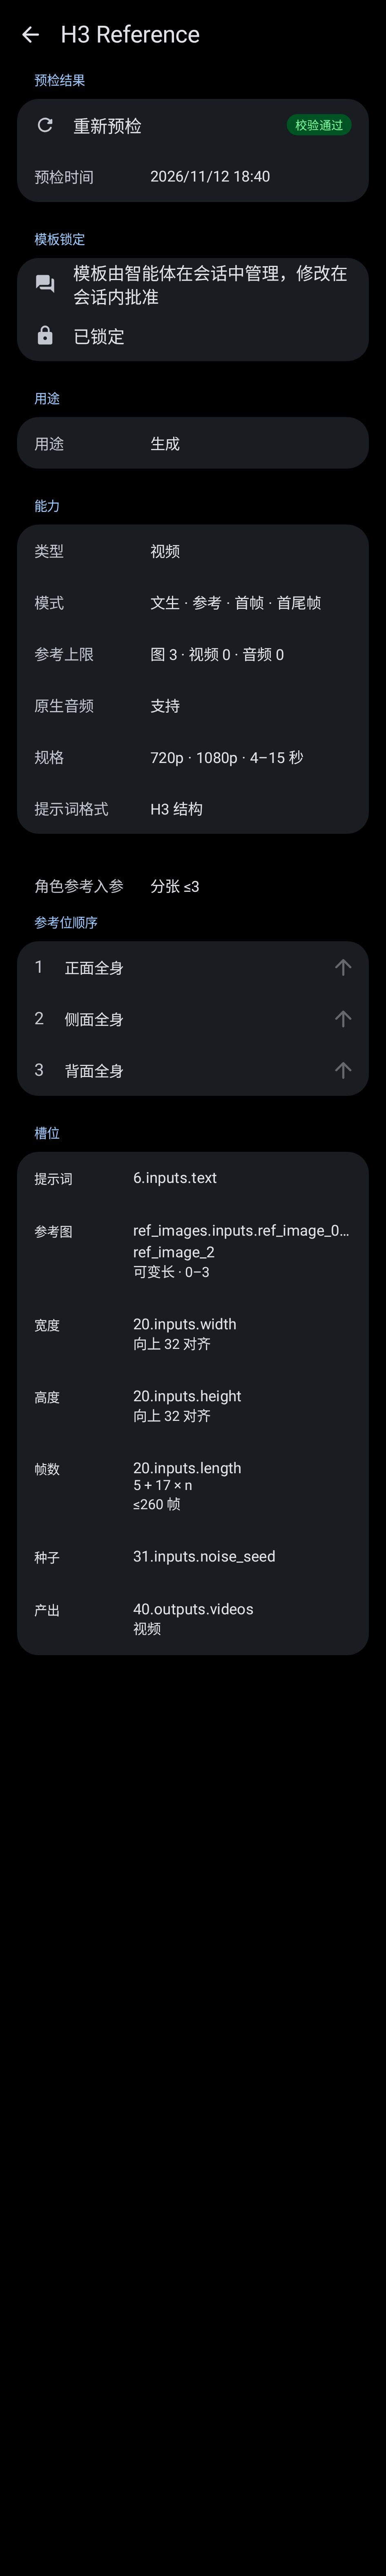 H3 Reference
预检结果
重新预检 校验通过
预检时间 2026/11/12 18:40
模板锁定
模板由智能体在会话中管理，修改在
会话内批准
已锁定
用途
用途 生成
能力
类型 视频
模式 文生 · 参考 · 首帧 · 首尾帧
参考上限 图 3 · 视频 0 · 音频 0
原生音频 支持
规格 720p · 1080p · 4–15 秒
提示词格式 H3 结构
角色参考入参 分张 ≤3
参考位顺序
1 正面全身
2 侧面全身
3 背面全身
槽位
提示词 6.inputs.text
参考图 ref_images.inputs.ref_image_0…
ref_image_2
可变长 · 0–3
宽度 20.inputs.width
向上 32 对齐
高度 20.inputs.height
向上 32 对齐
帧数 20.inputs.length
5 + 17 × n
≤260 帧
种子 31.inputs.noise_seed
产出 40.outputs.videos
视频